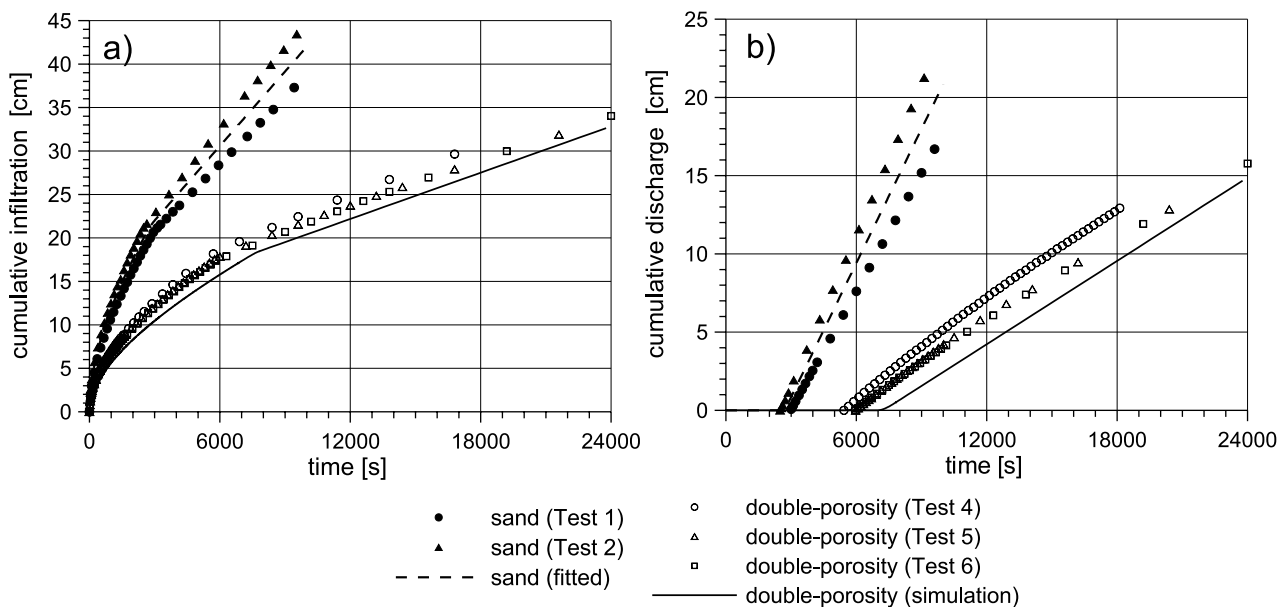 a)
cumulative infiltration [cm]
45
40
35
30
25
20
15
10
5
0
0 6000 12000 18000 24000
time [s]
b)
cumulative discharge [cm]
25
20
15
10
5
0
0 6000 12000 18000 24000
time [s]
sand (Test 1)
sand (Test 2)
sand (fitted)
double-porosity (Test 4)
double-porosity (Test 5)
double-porosity (Test 6)
double-porosity (simulation)